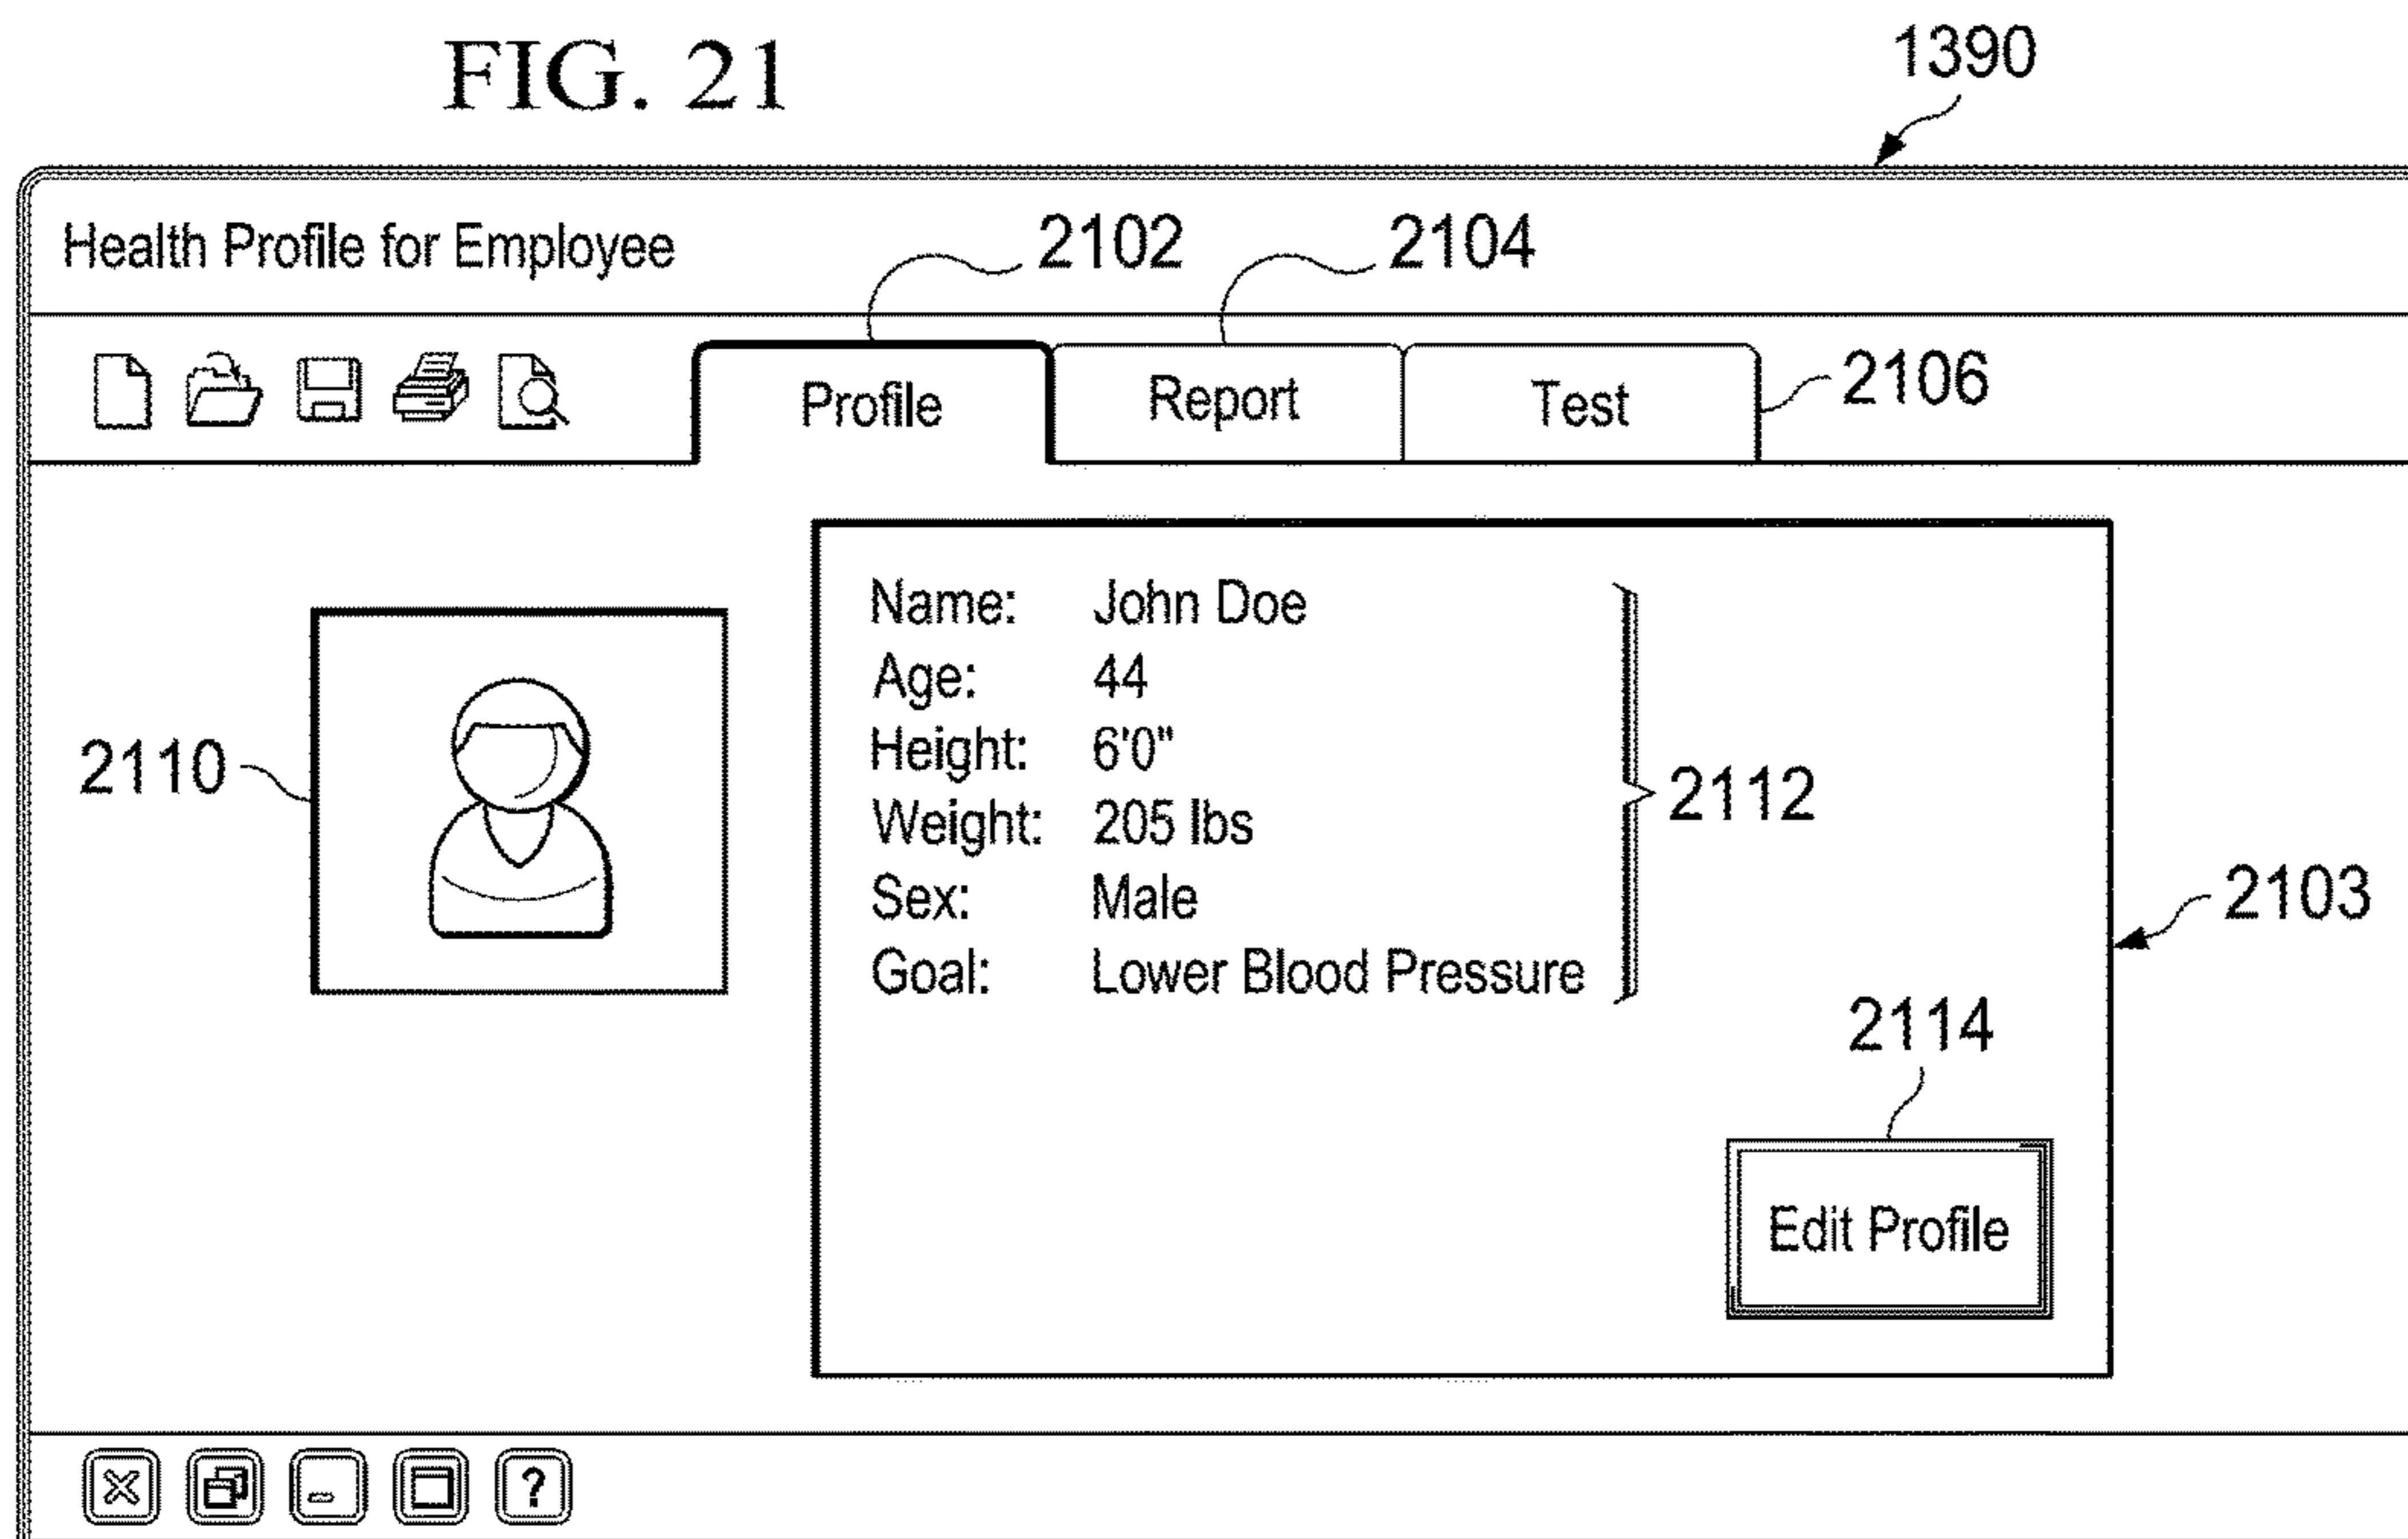 FIG. 21
1390
Health Profile for Employee
2102
2104
Profile
Report
Test
2106
Name: John Doe
Age: 44
Height: 6'0"
Weight: 205 lbs
Sex: Male
Goal: Lower Blood Pressure
2110
2112
2103
2114
Edit Profile
?